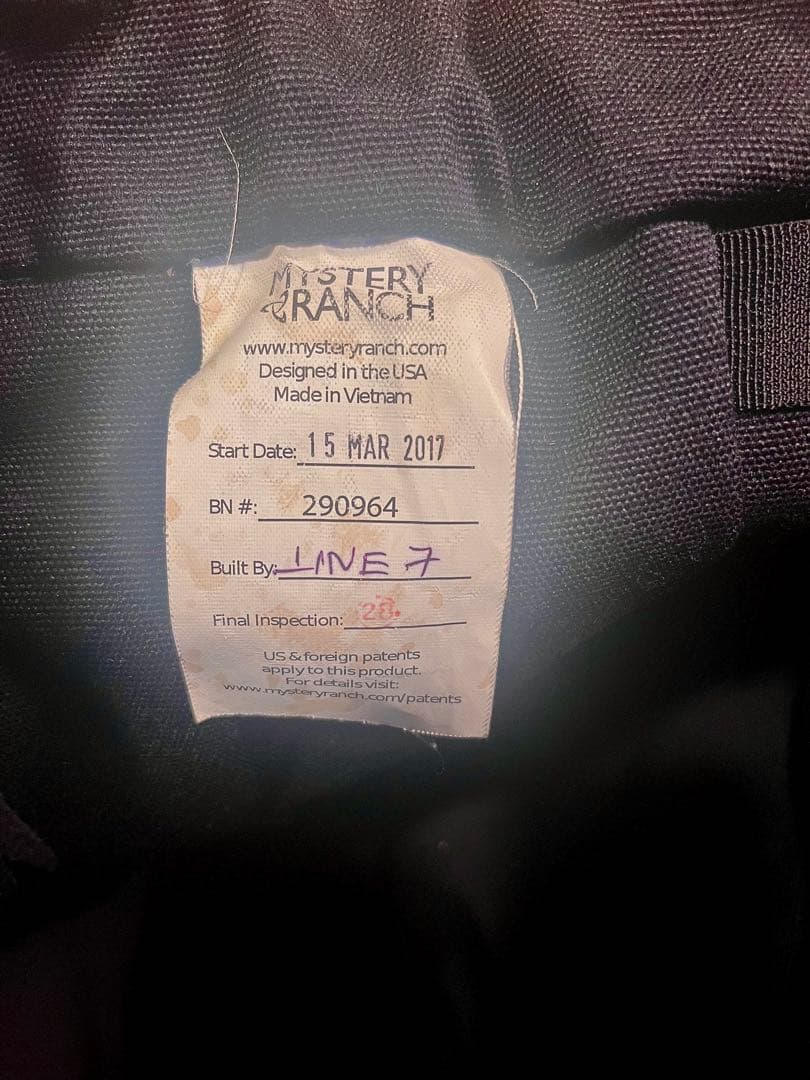 MYSTERY
RANCH
www.mysteryranch.com
Designed in the USA
Made in Vietnam
Start Date: 15 MAR 2017
BN #: 290964
Built By: LINE 7
Final Inspection: 28.
US & foreign patents
apply to this product.
For details visit:
www.mysteryranch.com/patents